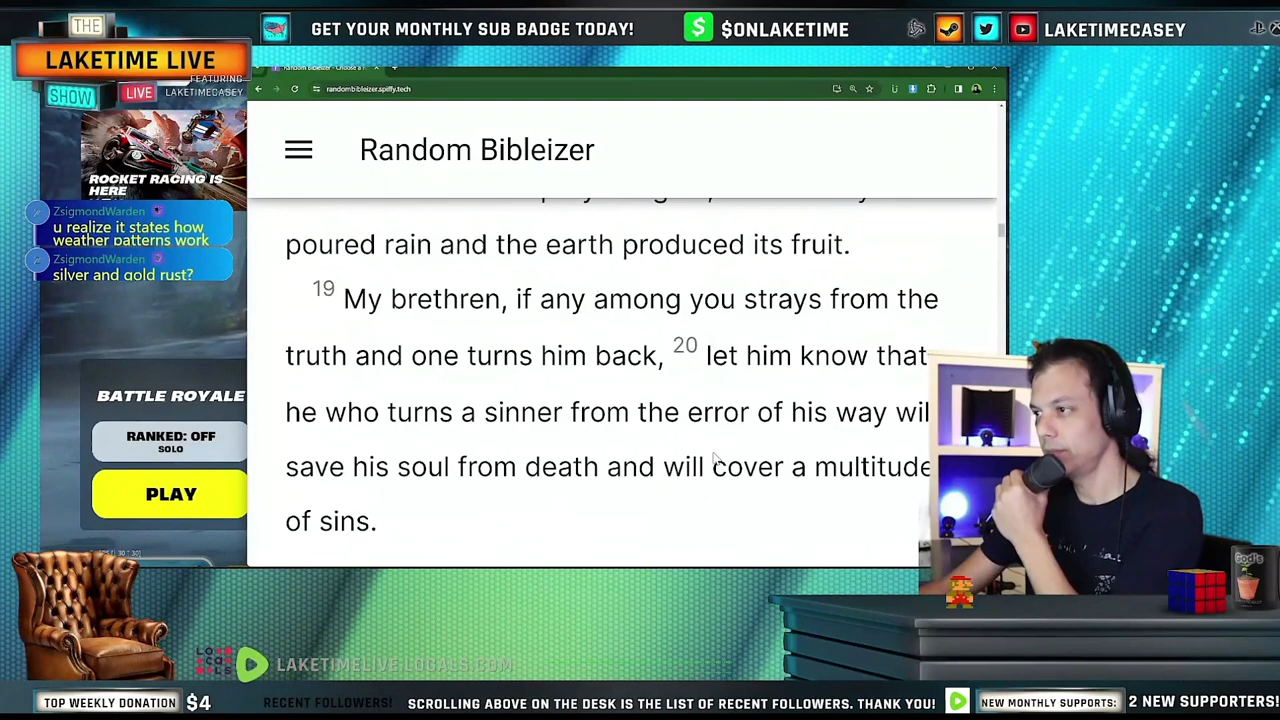 THE
LAKETIME LIVE
FEATURING
SHOW
LIVE
LAKETIMECASEY
GET YOUR MONTHLY SUB BADGE TODAY!
$ $ONLAKETIME
LAKETIMECASEY
randombibleizer.spiffy.tech
Random Bibleizer
poured rain and the earth produced its fruit.
19 My brethren, if any among you strays from the
truth and one turns him back, 20 let him know that
he who turns a sinner from the error of his way wil
save his soul from death and will cover a multitude
of sins.
ROCKET RACING IS
HERE
ZsigmondWarden
u realize it states how
weather patterns work
ZsigmondWarden
silver and gold rust?
BATTLE ROYALE
RANKED: OFF
SOLO
PLAY
God's
LAKETIMELIVE.LOCALS.COM
TOP WEEKLY DONATION $4
RECENT FOLLOWERS!
SCROLLING ABOVE ON THE DESK IS THE LIST OF RECENT FOLLOWERS. THANK YOU!
NEW MONTHLY SUPPORTS:
2 NEW SUPPORTERS!